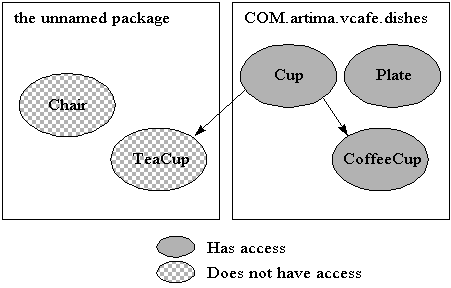 the unnamed package
COM.artima.vcafe.dishes
Cup
Plate
Chair
TeaCup
CoffeeCup
Has access
Does not have access